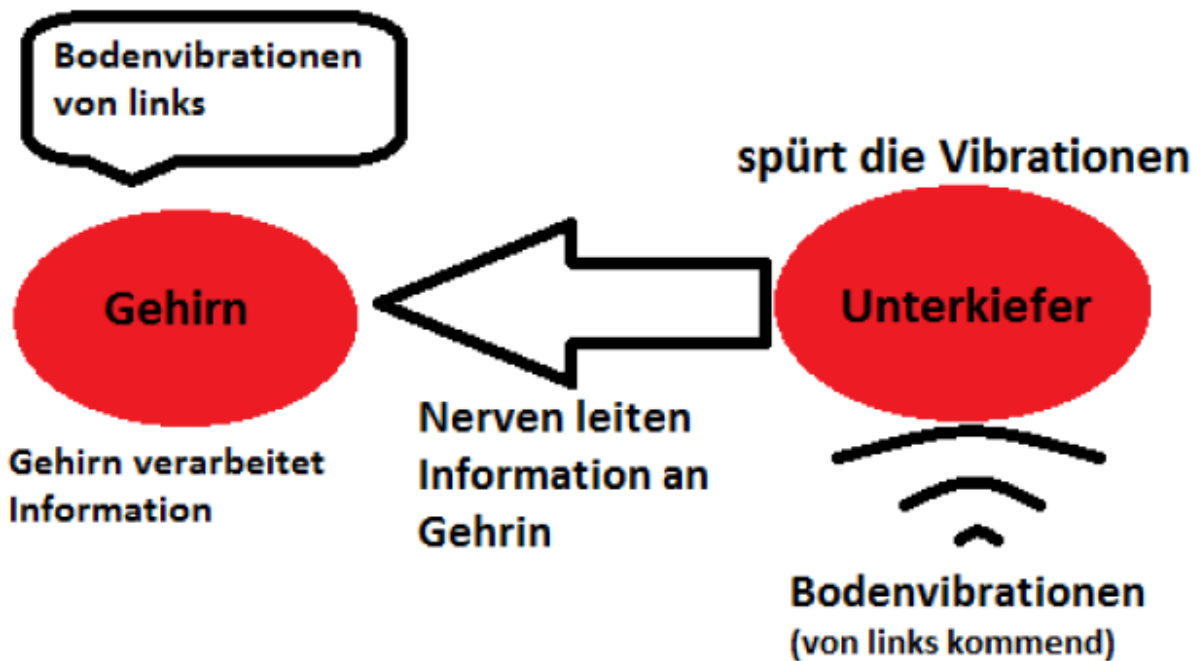 Bodenvibrationen
von links
spürt die Vibrationen
Gehirn
Unterkiefer
Nerven leiten
Information an
Gehrin
Gehirn verarbeitet
Information
Bodenvibrationen
(von links kommend)